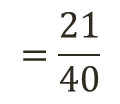 = 21/40